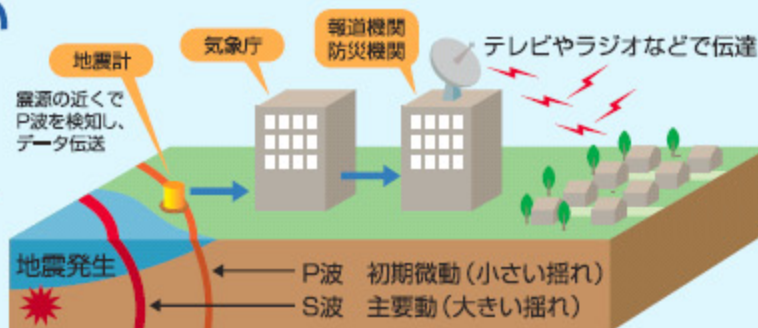 地震計
震源の近くで
P波を検知し、
データ伝送
気象庁
報道機関
防災機関
テレビやラジオなどで伝達
地震発生
P波 初期微動(小さい揺れ)
S波 主要動(大きい揺れ)